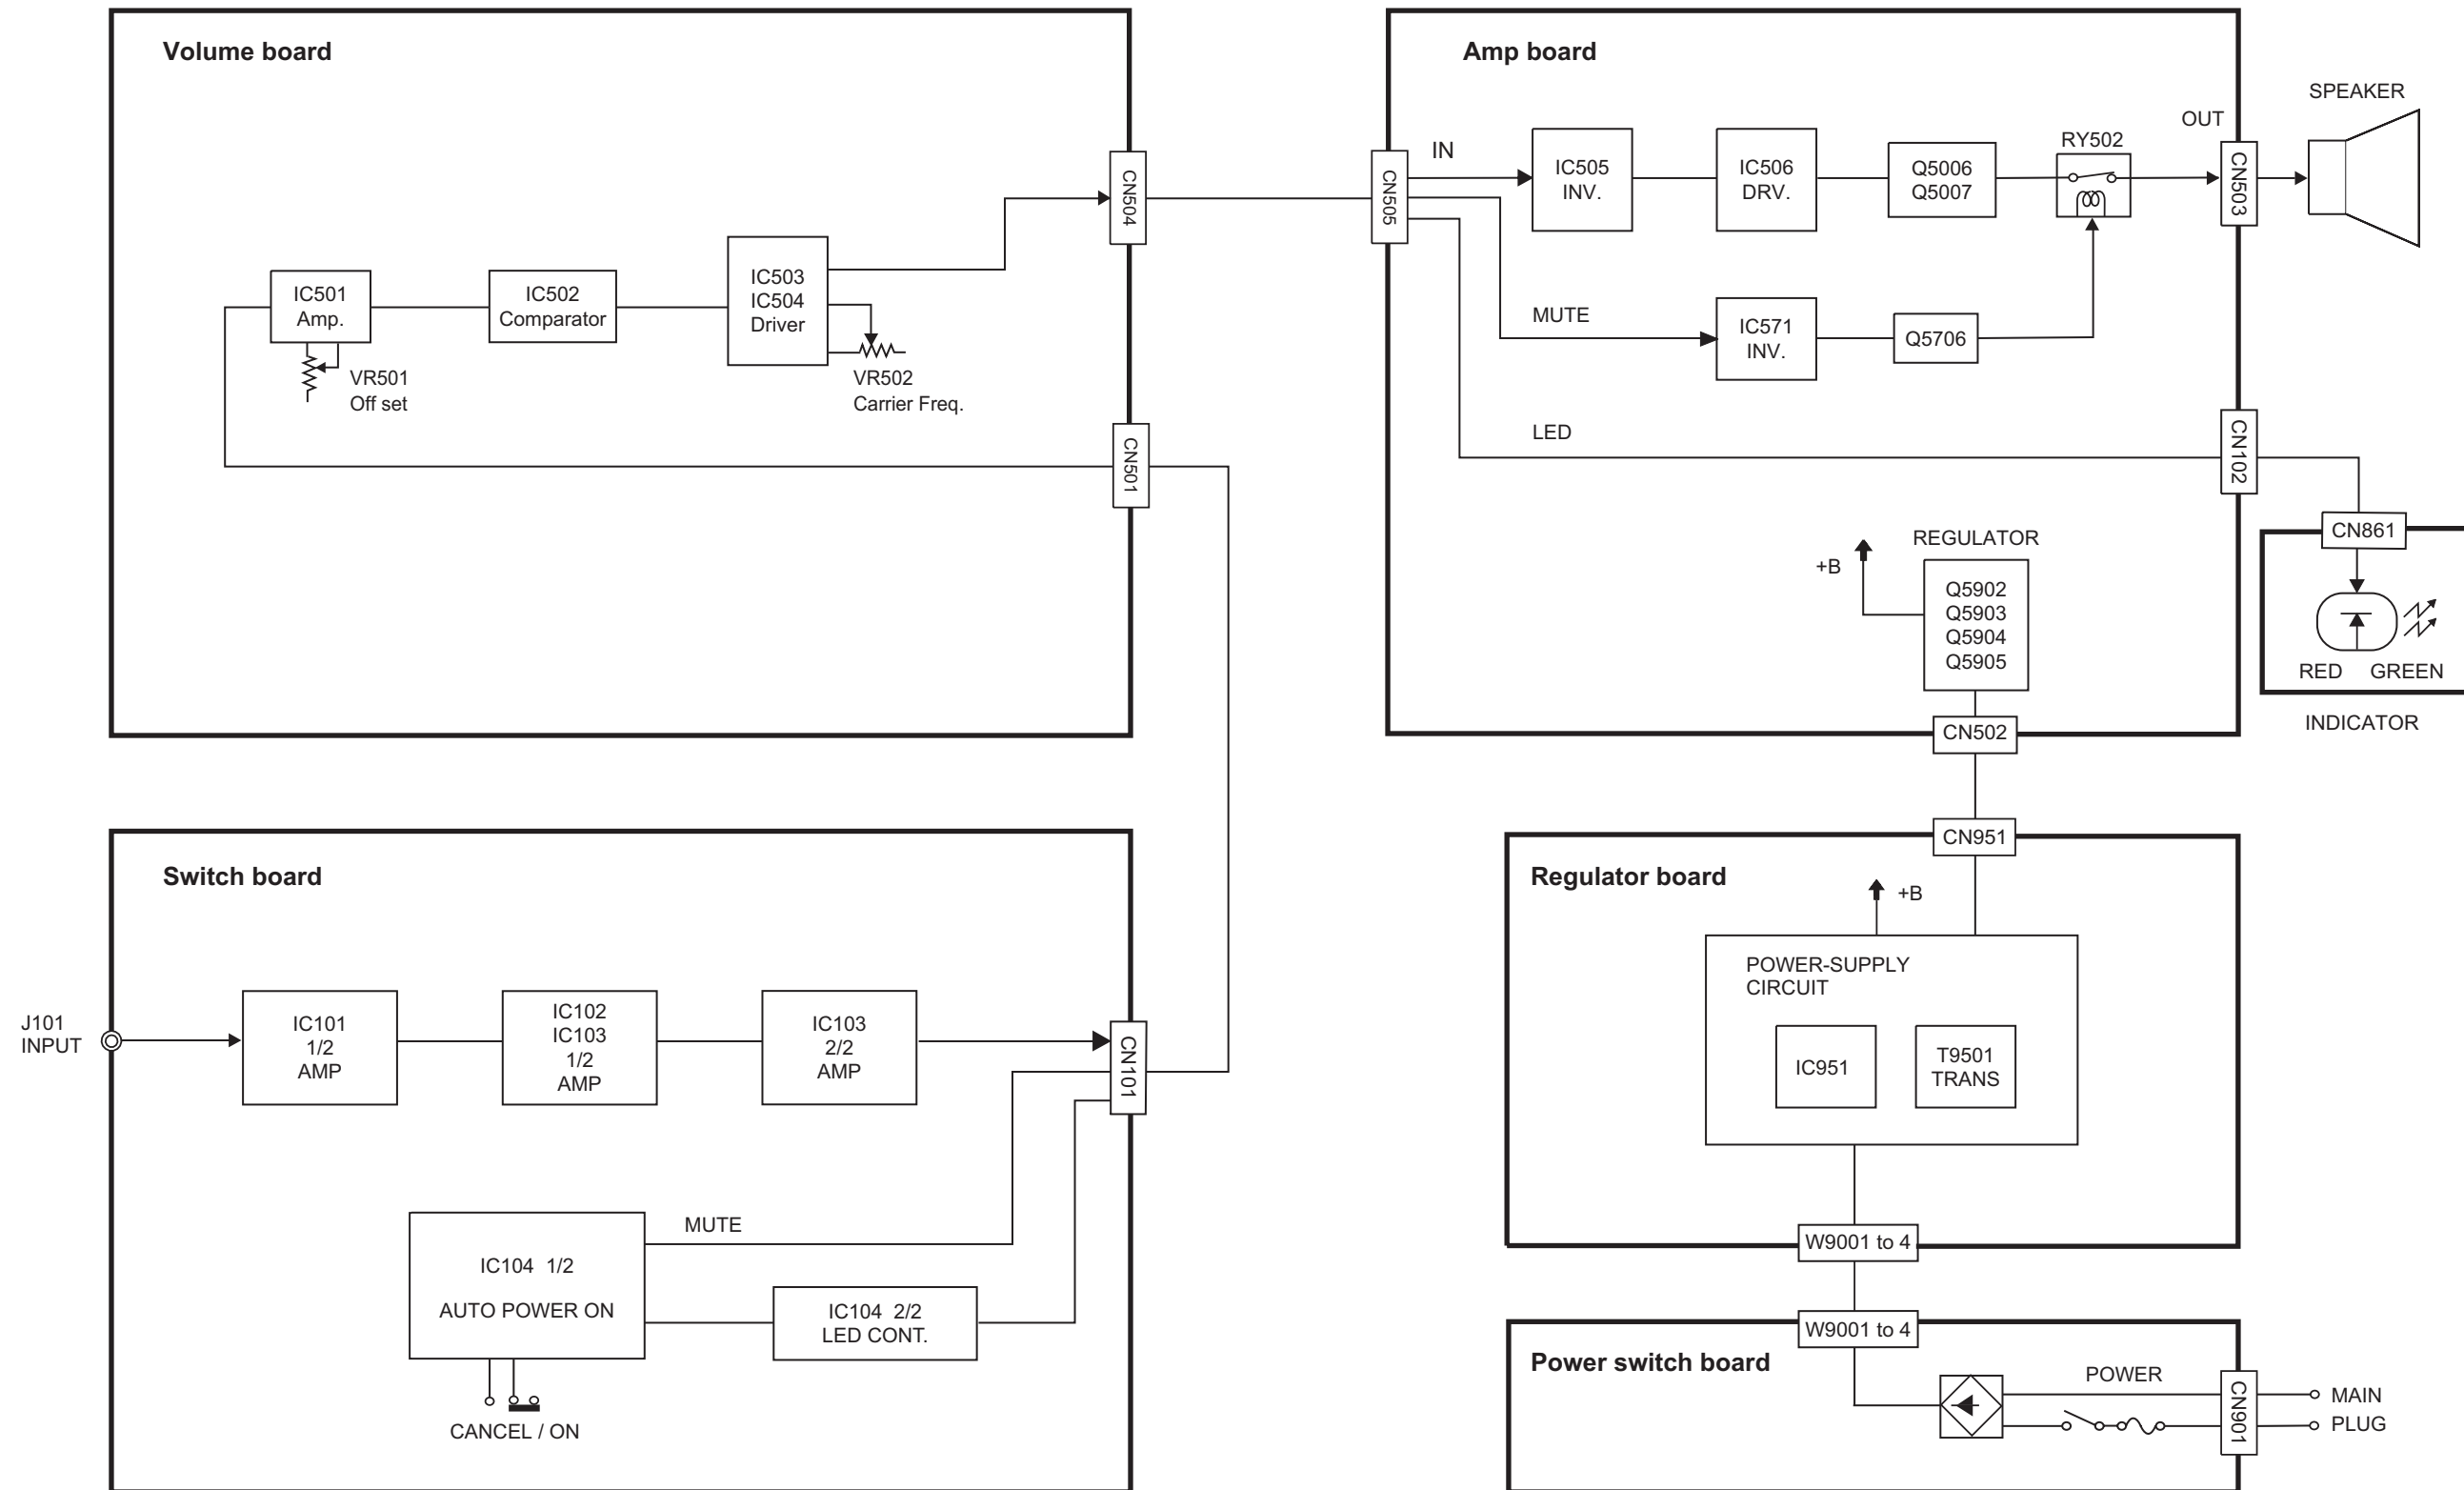 Volume board
CN504
IC501
Amp.
IC502
Comparator
IC503
IC504
Driver
VR501
Off set
VR502
Carrier Freq.
CN501
Amp board
CN505
IN
IC505
INV.
IC506
DRV.
Q5006
Q5007
RY502
OUT
CN503
SPEAKER
MUTE
IC571
INV.
Q5706
LED
CN102
CN861
RED GREEN
INDICATOR
+B
REGULATOR
Q5902
Q5903
Q5904
Q5905
CN502
Switch board
J101
INPUT
IC101
1/2
AMP
IC102
IC103
1/2
AMP
IC103
2/2
AMP
CN101
MUTE
IC104 1/2
AUTO POWER ON
IC104 2/2
LED CONT.
CANCEL / ON
CN951
Regulator board
+B
POWER-SUPPLY
CIRCUIT
IC951
T9501
TRANS
W9001 to 4
W9001 to 4
Power switch board
POWER
CN901
MAIN
PLUG